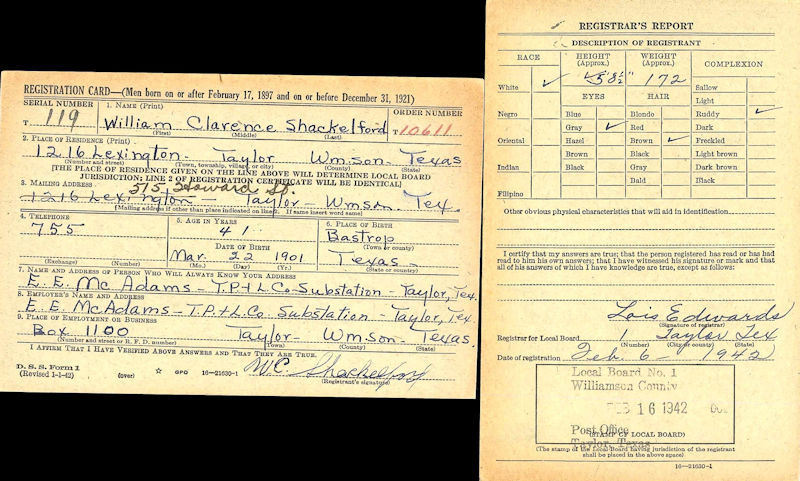 REGISTRATION CARD—(Men born on or after February 17, 1897 and on or before December 31, 1921)
SERIAL NUMBER
1. NAME (Print)
ORDER NUMBER
T 119
William Clarence Shackelford
T 10611
(First) (Middle) (Last)
2. PLACE OF RESIDENCE (Print)
1216 Lexington- Taylor Wmson- Texas
(Number and street) (Town, township, village, or city) (County) (State)
[THE PLACE OF RESIDENCE GIVEN ON THE LINE ABOVE WILL DETERMINE LOCAL BOARD
JURISDICTION; LINE 2 OF REGISTRATION CERTIFICATE WILL BE IDENTICAL]
3. MAILING ADDRESS
515 Howard St.
1216 Lexington- Taylor- Wmson- Tex.
[Mailing address if other than place indicated on line 2. If same insert word same]
4. TELEPHONE
5. AGE IN YEARS
6. PLACE OF BIRTH
755
41
Bastrop
(Town or county)
DATE OF BIRTH
Mar. 22 1901
Texas
(Exchange) (Number)
(Mo.) (Day) (Yr.)
(State or country)
7. NAME AND ADDRESS OF PERSON WHO WILL ALWAYS KNOW YOUR ADDRESS
E. E. McAdams - T.P.+L.Co. Substation - Taylor, Tex.
8. EMPLOYER'S NAME AND ADDRESS
E. E. McAdams - T.P.+L.Co. Substation - Taylor, Tex.
9. PLACE OF EMPLOYMENT OR BUSINESS
Box 1100 Taylor- Wmson- Texas
(Number and street or R. F. D. number) (Town) (County) (State)
I AFFIRM THAT I HAVE VERIFIED ABOVE ANSWERS AND THAT THEY ARE TRUE.
D. S. S. Form 1
(Revised 1-1-42) (over) ☆ GPO 16—21630-1
W.C. Shackelford
(Registrant's signature)
REGISTRAR'S REPORT
DESCRIPTION OF REGISTRANT
RACE
HEIGHT
(Approx.)
WEIGHT
(Approx.)
COMPLEXION
5'8½" 172
White ✓
Sallow
Light
EYES
HAIR
Negro
Blue
Blonde
Ruddy ✓
Gray ✓
Red
Dark
Oriental
Hazel
Brown ✓
Freckled
Brown
Black
Light brown
Indian
Black
Gray
Dark brown
Bald
Black
Filipino
Other obvious physical characteristics that will aid in identification
I certify that my answers are true; that the person registered has read or has had
read to him his own answers; that I have witnessed his signature or mark and that
all of his answers of which I have knowledge are true, except as follows:
Lois Edwards
(Signature of registrar)
Registrar for Local Board 1 Taylor Tex
(Number) (City or county) (State)
Date of registration Feb. 6- 1942
Local Board No. 1
Williamson County
FEB 16 1942
Post Office
(STAMP OF LOCAL BOARD)
Taylor, Texas
(The stamp of the Local Board having jurisdiction of the registrant
shall be placed in the above space)
16—21630-1